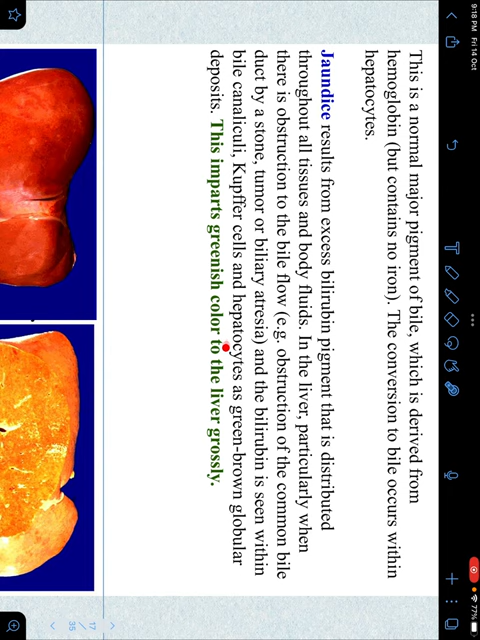 9:18 PM Fri 14 Oct
77%
This is a normal major pigment of bile, which is derived from
hemoglobin (but contains no iron). The conversion to bile occurs within
hepatocytes.
Jaundice results from excess bilirubin pigment that is distributed
throughout all tissues and body fluids. In the liver, particularly when
there is obstruction to the bile flow (e.g. obstruction of the common bile
duct by a stone, tumor or biliary atresia) and the bilirubin is seen within
bile canaliculi, Kupffer cells and hepatocytes as green-brown globular
deposits. This imparts greenish color to the liver grossly.
17
/
35